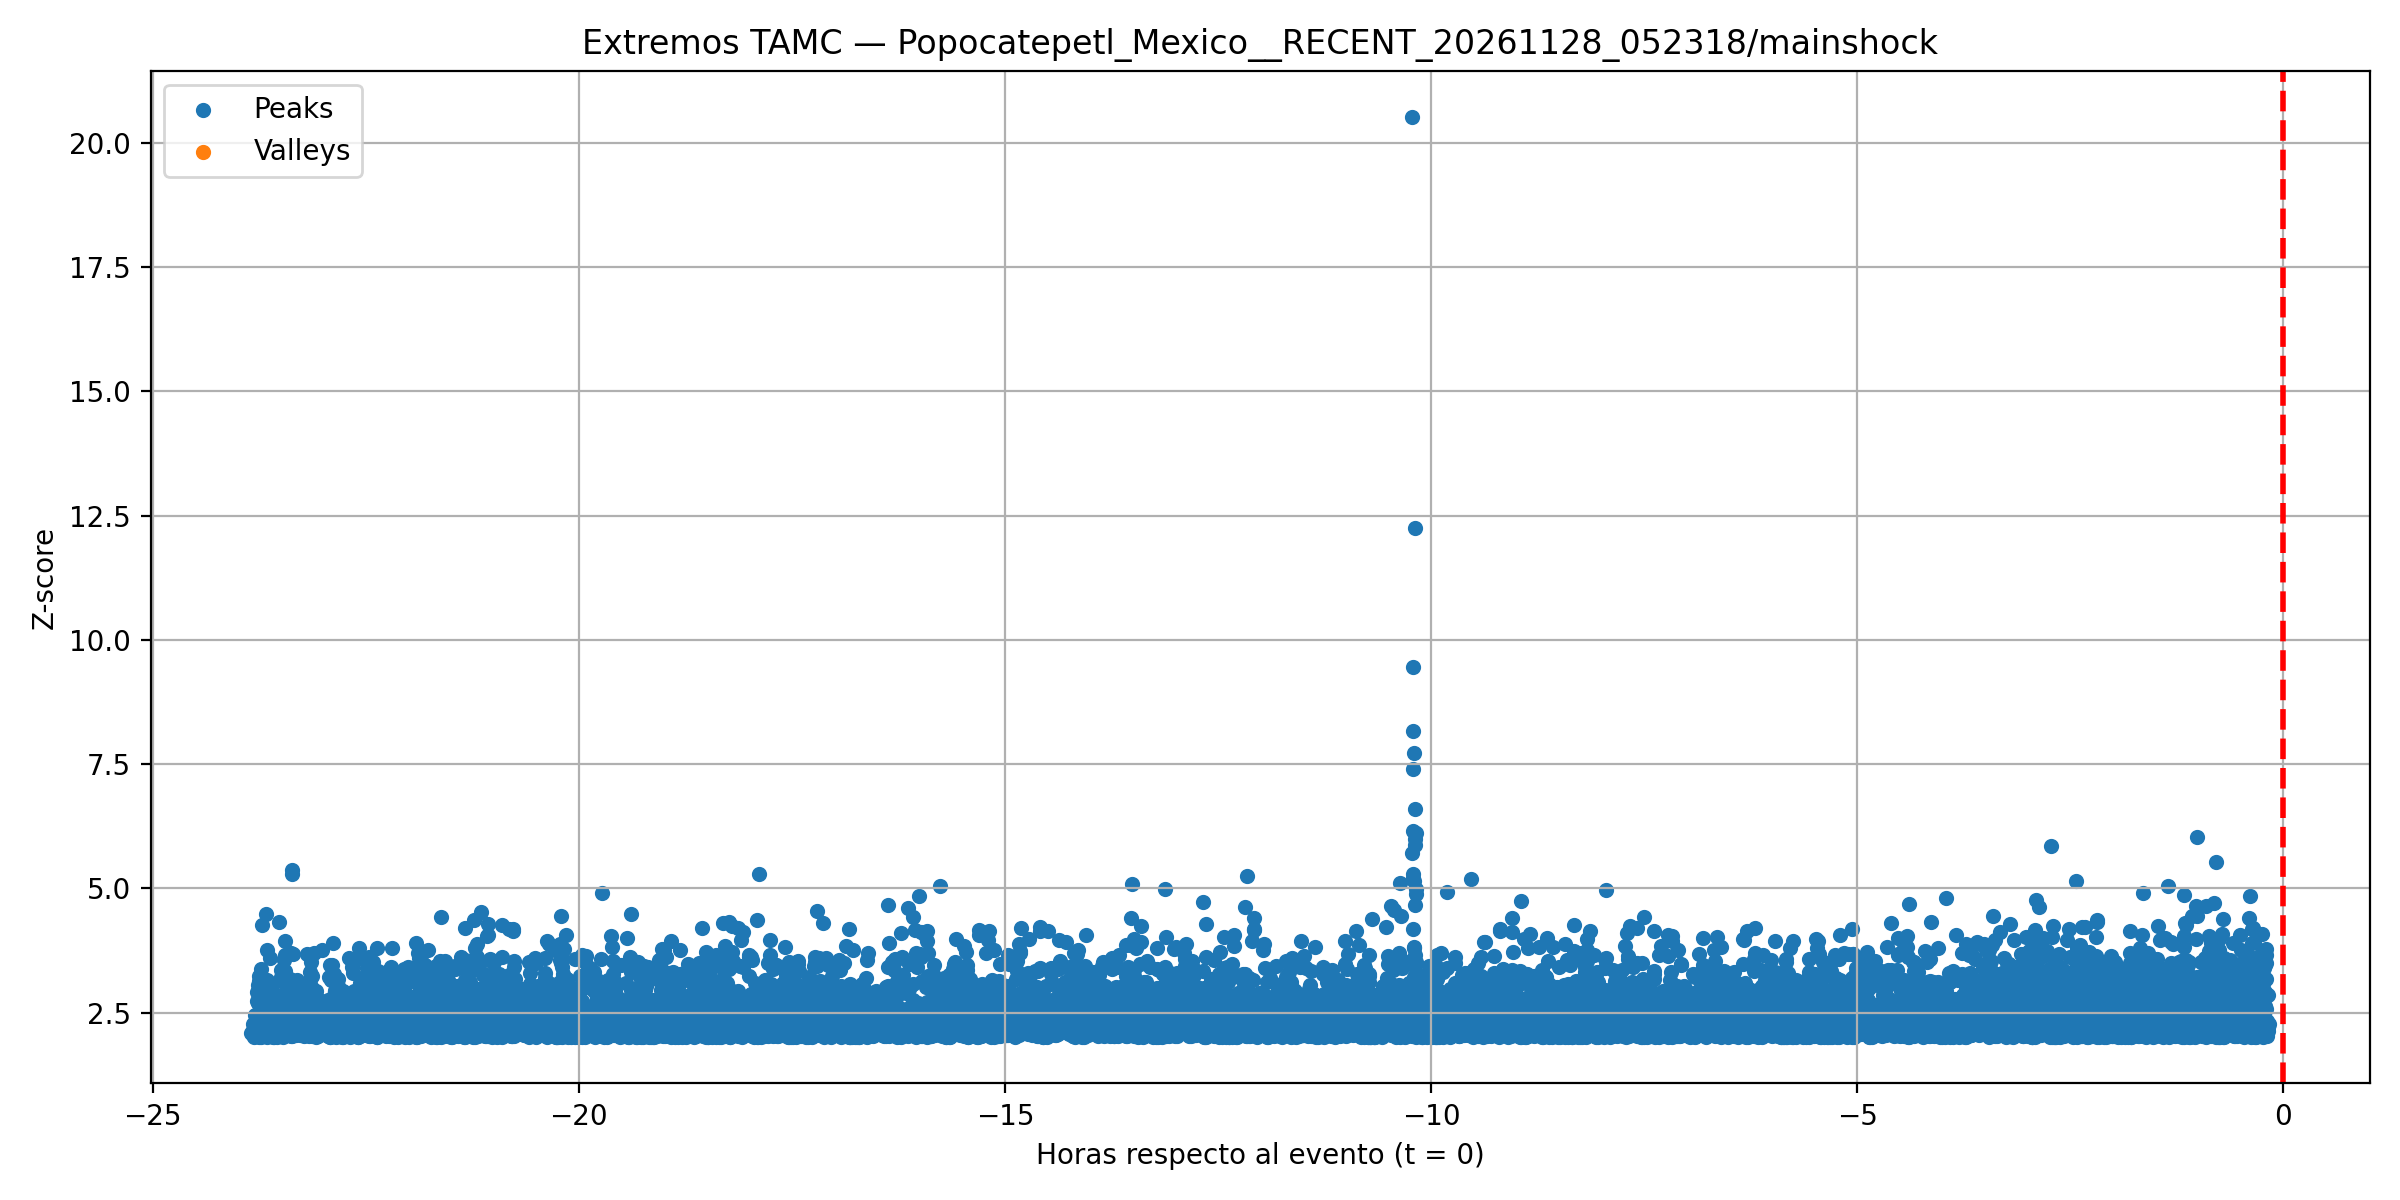 Extremos TAMC — Popocatepetl_Mexico__RECENT_20261128_052318/mainshock
Peaks
Valleys
20.0
17.5
15.0
12.5
10.0
7.5
5.0
2.5
Z-score
−25 −20 −15 −10 −5 0
Horas respecto al evento (t = 0)